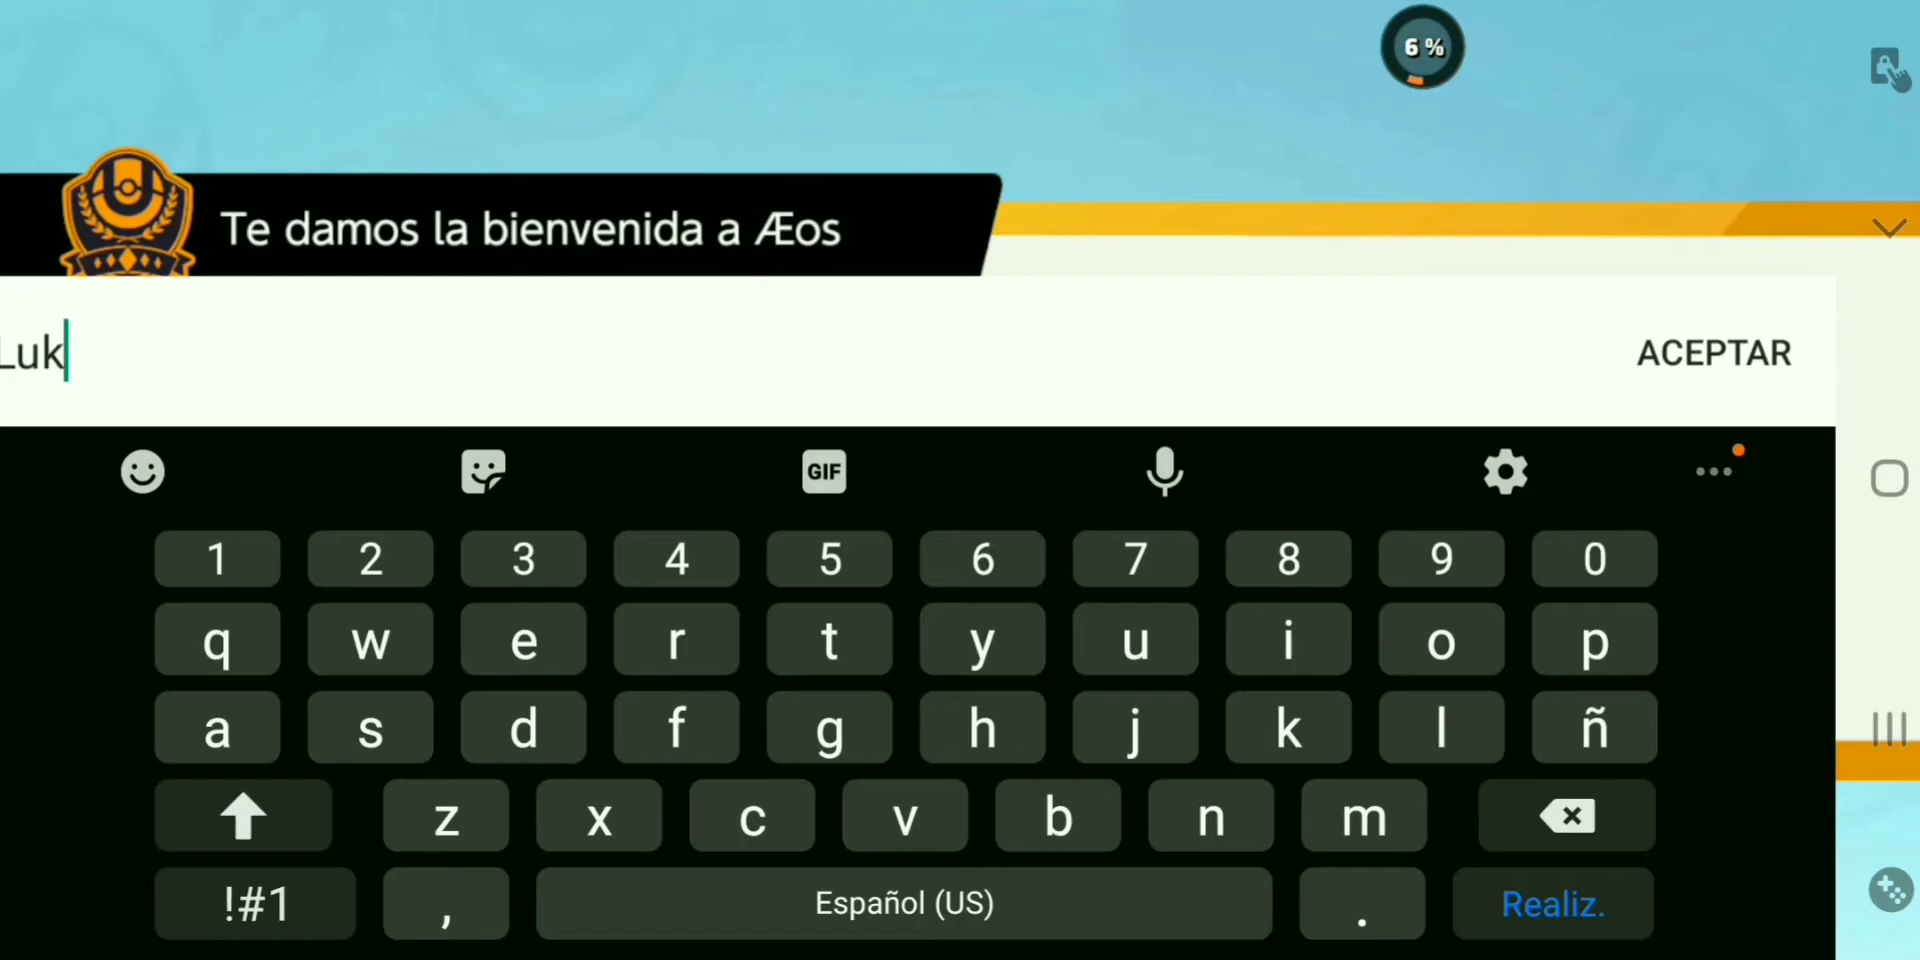 6 %
Te damos la bienvenida a Æos
Luk
ACEPTAR
GIF
1 2 3 4 5 6 7 8 9 0
q w e r t y u i o p
a s d f g h j k l ñ
z x c v b n m
!#1 , Español (US) . Realiz.